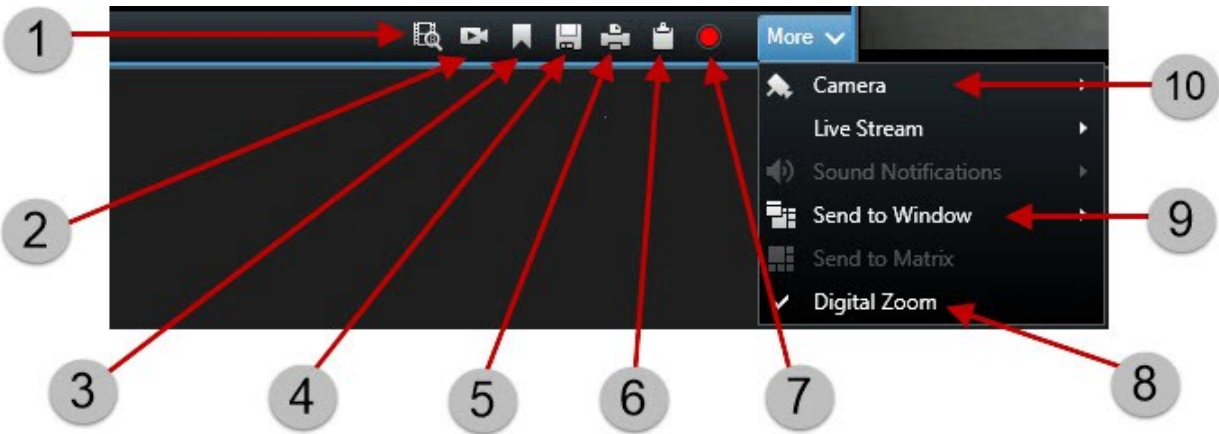 1
More
Camera
10
Live Stream
Sound Notifications
2
Send to Window
9
Send to Matrix
Digital Zoom
3
4
5
6
7
8